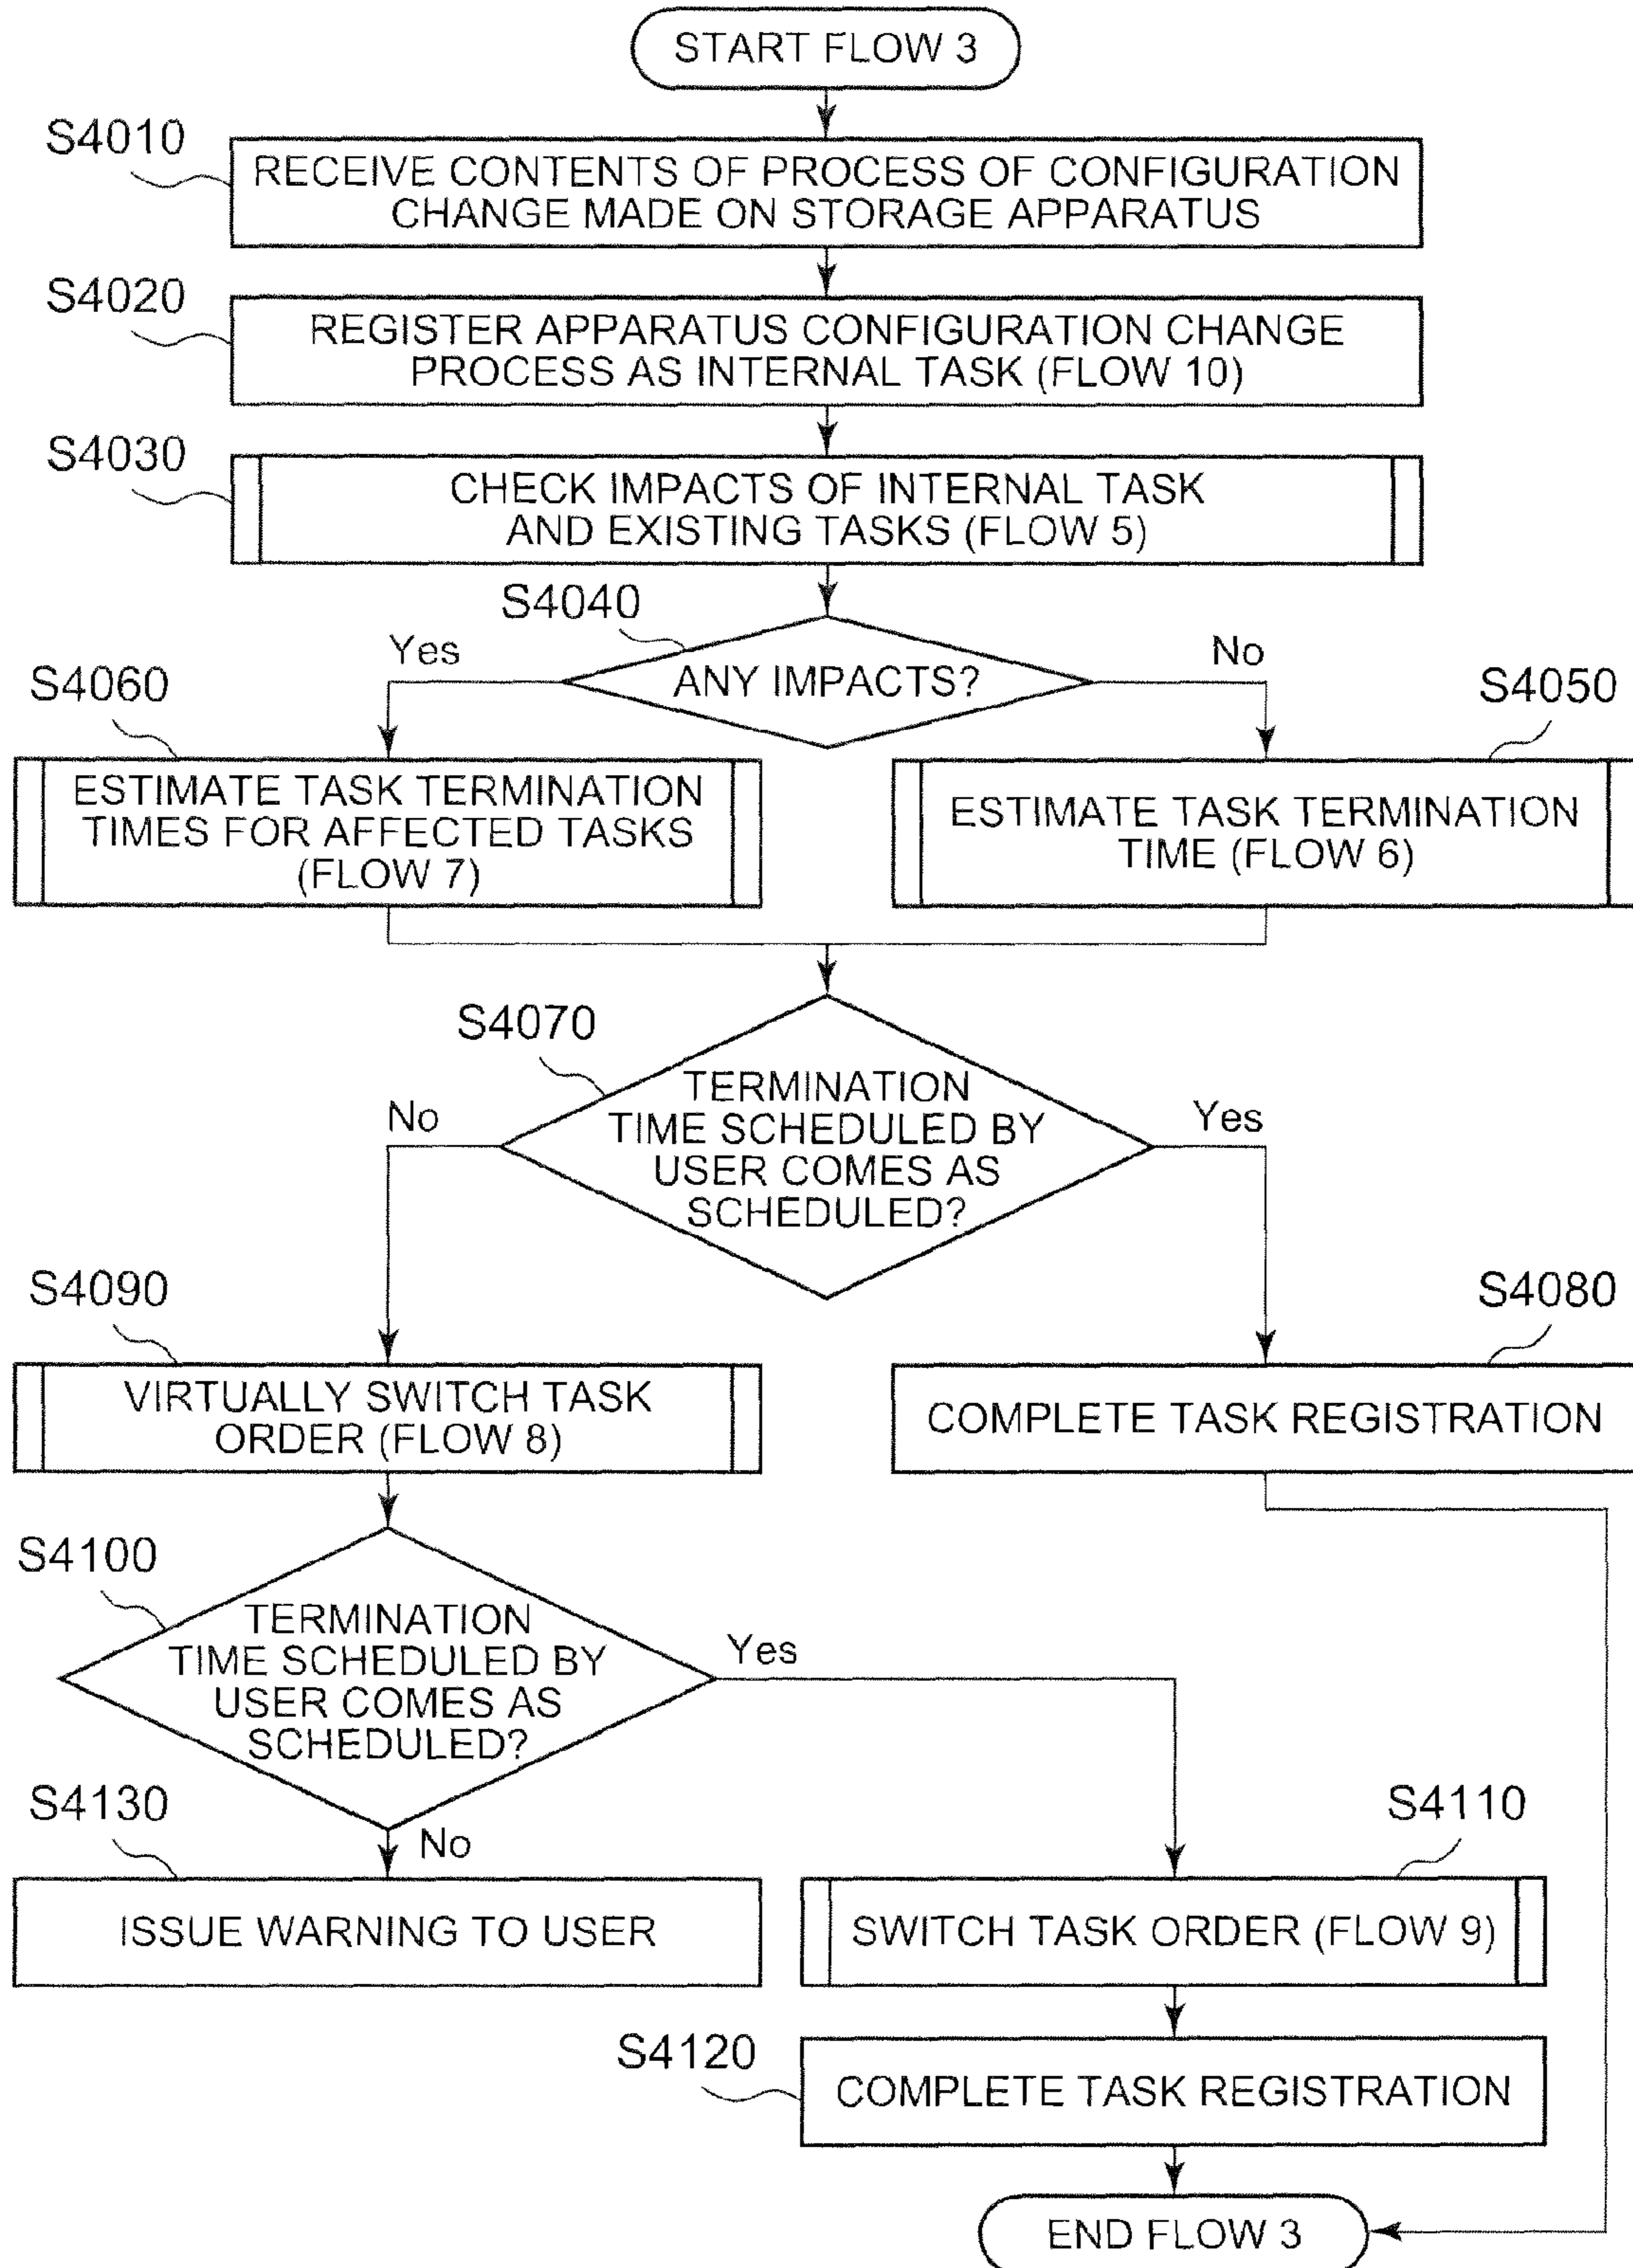 START FLOW 3
S4010
RECEIVE CONTENTS OF PROCESS OF CONFIGURATION
CHANGE MADE ON STORAGE APPARATUS
S4020
REGISTER APPARATUS CONFIGURATION CHANGE
PROCESS AS INTERNAL TASK (FLOW 10)
S4030
CHECK IMPACTS OF INTERNAL TASK
AND EXISTING TASKS (FLOW 5)
S4040
ANY IMPACTS?
Yes
No
S4060
ESTIMATE TASK TERMINATION
TIMES FOR AFFECTED TASKS
(FLOW 7)
S4050
ESTIMATE TASK TERMINATION
TIME (FLOW 6)
S4070
TERMINATION
TIME SCHEDULED BY
USER COMES AS
SCHEDULED?
No
Yes
S4090
VIRTUALLY SWITCH TASK
ORDER (FLOW 8)
S4080
COMPLETE TASK REGISTRATION
S4100
TERMINATION
TIME SCHEDULED BY
USER COMES AS
SCHEDULED?
Yes
No
S4130
ISSUE WARNING TO USER
S4110
SWITCH TASK ORDER (FLOW 9)
S4120
COMPLETE TASK REGISTRATION
END FLOW 3